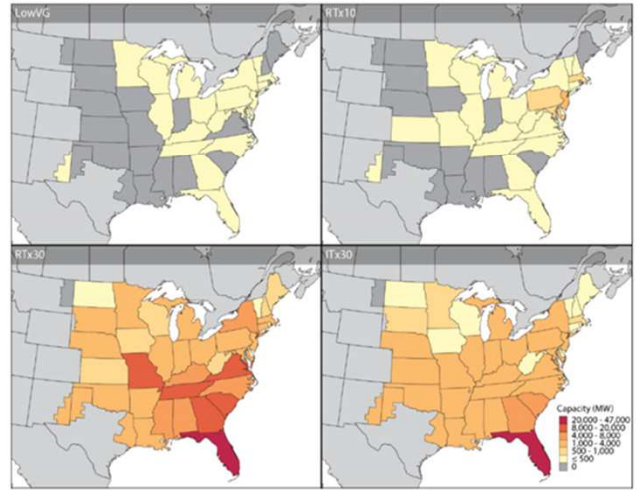 LowVG
RTx10
RTx30
ITx30
Capacity (MW)
20,000 - 47,000
8,000 - 20,000
4,000 - 8,000
1,000 - 4,000
500 - 1,000
≤ 500
0